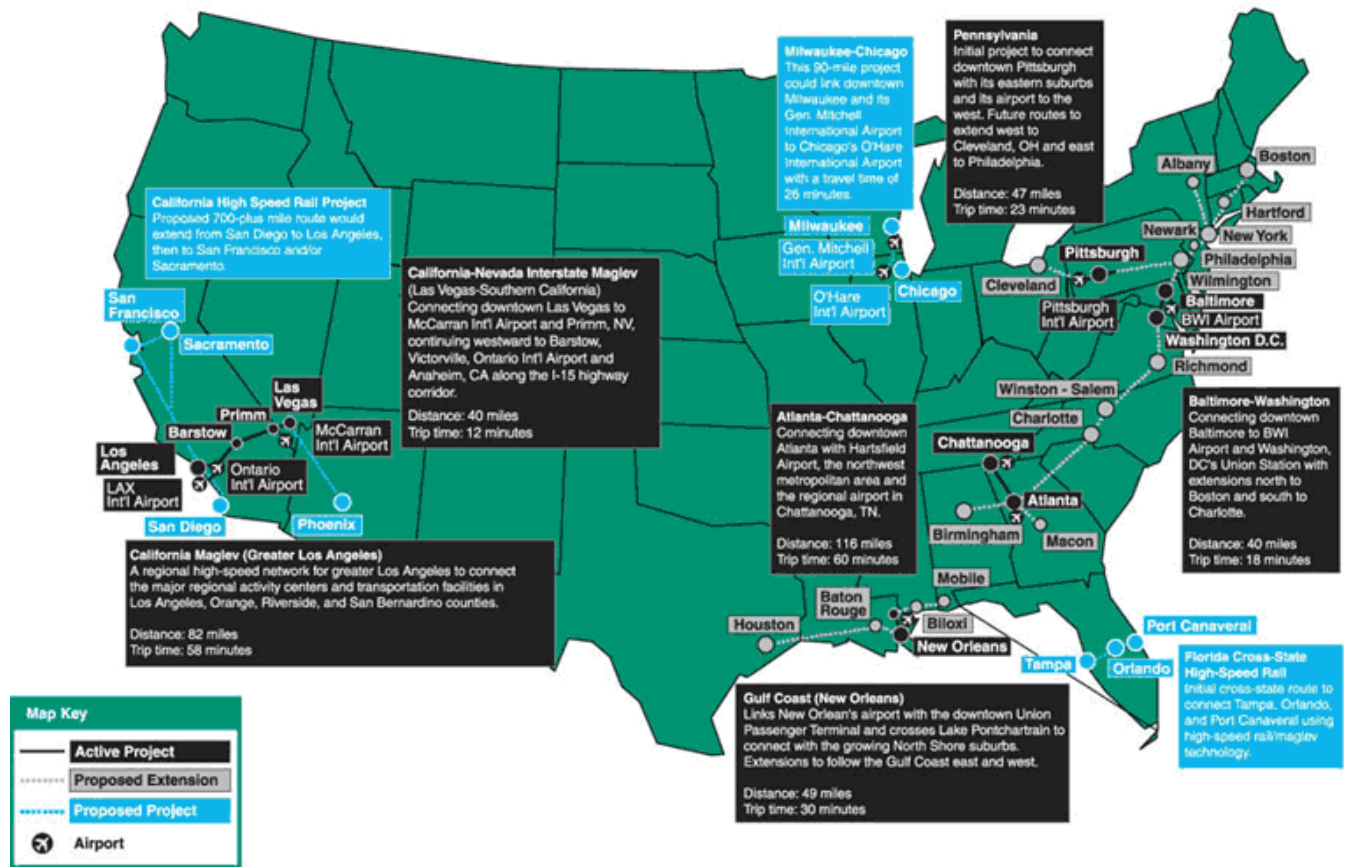 Milwaukee-Chicago
This 90-mile project
could link downtown
Milwaukee and its
Gen. Mitchell
International Airport
to Chicago's O'Hare
International Airport
with a travel time of
26 minutes.
Pennsylvania
Initial project to connect
downtown Pittsburgh
with its eastern suburbs
and its airport to the
west. Future routes to
extend west to
Cleveland, OH and east
to Philadelphia.
Distance: 47 miles
Trip time: 23 minutes
California High Speed Rail Project
Proposed 700-plus mile route would
extend from San Diego to Los Angeles,
then to San Francisco and/or
Sacramento.
California-Nevada Interstate Maglev
(Las Vegas-Southern California)
Connecting downtown Las Vegas to
McCarran Int'l Airport and Primm, NV,
continuing westward to Barstow,
Victorville, Ontario Int'l Airport and
Anaheim, CA along the I-15 highway
corridor.
Distance: 40 miles
Trip time: 12 minutes
San
Francisco
Sacramento
Las
Vegas
Primm
McCarran
Int'l Airport
Barstow
Los
Angeles
Ontario
Int'l Airport
LAX
Int'l Airport
San Diego
Phoenix
California Maglev (Greater Los Angeles)
A regional high-speed network for greater Los Angeles to connect
the major regional activity centers and transportation facilities in
Los Angeles, Orange, Riverside, and San Bernardino counties.
Distance: 82 miles
Trip time: 58 minutes
Milwaukee
Gen. Mitchell
Int'l Airport
O'Hare
Int'l Airport
Chicago
Albany
Boston
Hartford
Newark
New York
Pittsburgh
Philadelphia
Cleveland
Wilmington
Pittsburgh
Int'l Airport
Baltimore
BWI Airport
Washington D.C.
Richmond
Winston - Salem
Charlotte
Atlanta-Chattanooga
Connecting downtown
Atlanta with Hartsfield
Airport, the northwest
metropolitan area and
the regional airport in
Chattanooga, TN.
Distance: 116 miles
Trip time: 60 minutes
Baltimore-Washington
Connecting downtown
Baltimore to BWI
Airport and Washington,
DC's Union Station with
extensions north to
Boston and south to
Charlotte.
Distance: 40 miles
Trip time: 18 minutes
Chattanooga
Atlanta
Birmingham
Macon
Mobile
Baton
Rouge
Biloxi
Houston
New Orleans
Port Canaveral
Tampa
Orlando
Florida Cross-State
High-Speed Rail
Initial cross-state route to
connect Tampa, Orlando,
and Port Canaveral using
high-speed rail/maglev
technology.
Gulf Coast (New Orleans)
Links New Orlean's airport with the downtown Union
Passenger Terminal and crosses Lake Pontchartrain to
connect with the growing North Shore suburbs.
Extensions to follow the Gulf Coast east and west.
Distance: 49 miles
Trip time: 30 minutes
Map Key
Active Project
Proposed Extension
Proposed Project
Airport